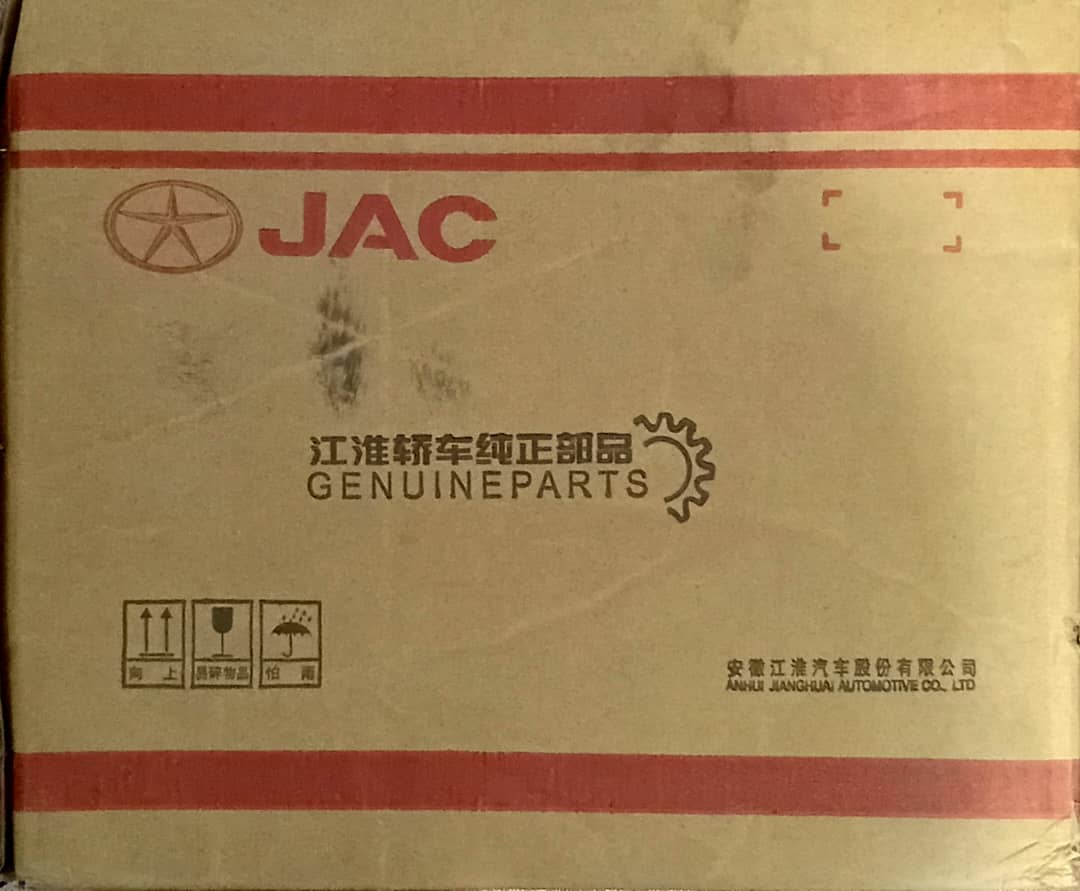 JAC
江淮轿车纯正部品
GENUINEPARTS
向上
易碎物品
怕雨
安徽江淮汽车股份有限公司
ANHUI JIANGHUAI AUTOMOTIVE CO., LTD